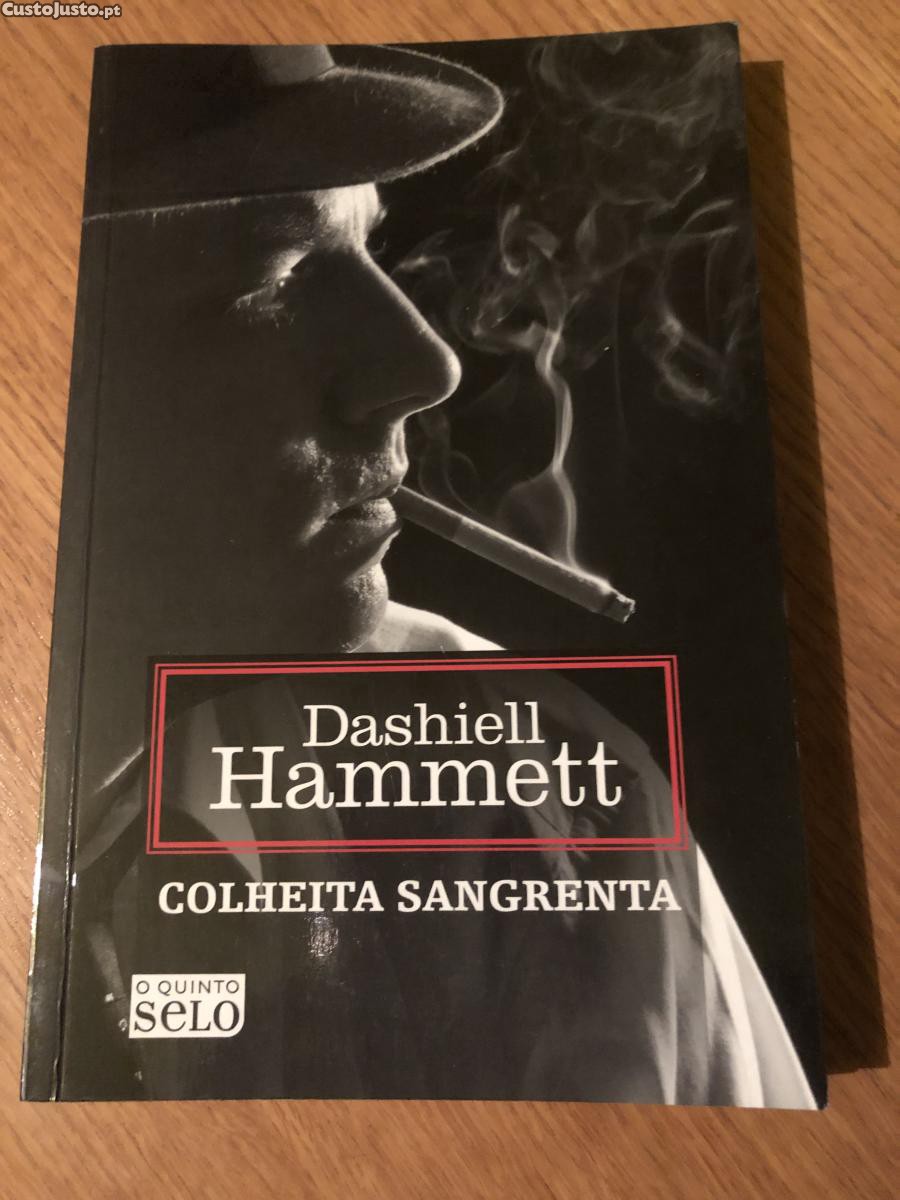 CustoJusto.pt
Dashiell
Hammett
COLHEITA SANGRENTA
O QUINTO
SeLO